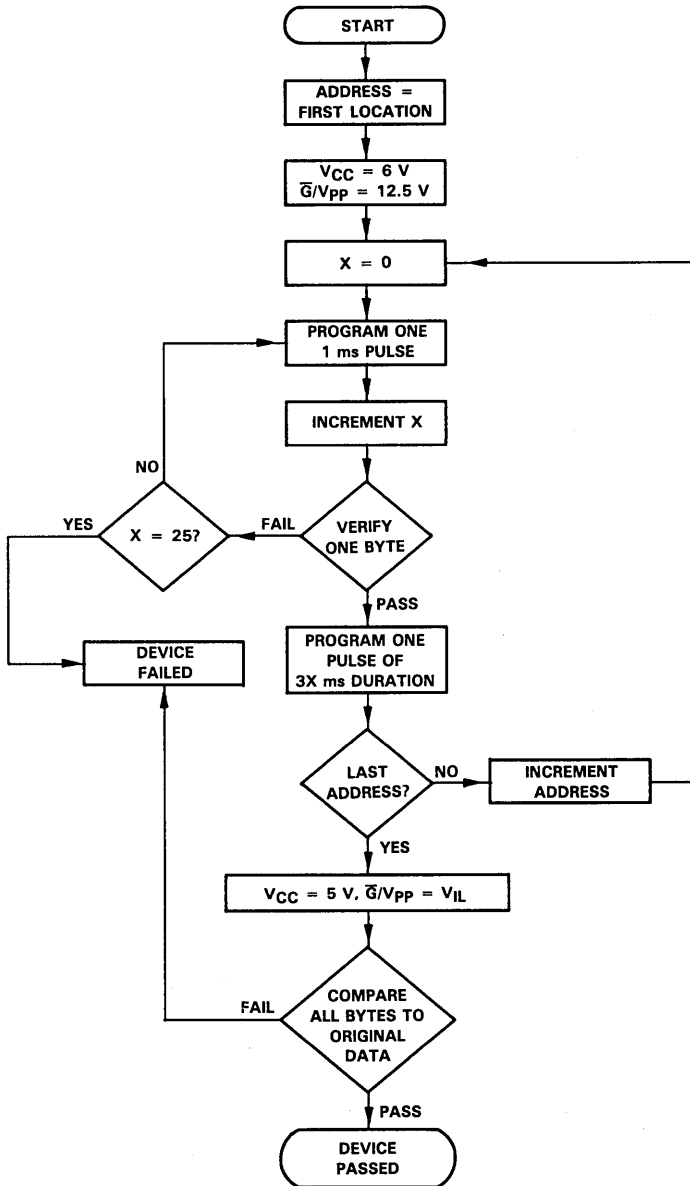 START
ADDRESS =
FIRST LOCATION
VCC = 6 V
G̅/VPP = 12.5 V
X = 0
PROGRAM ONE
1 ms PULSE
INCREMENT X
NO
YES
X = 25?
FAIL
VERIFY
ONE BYTE
PASS
DEVICE
FAILED
PROGRAM ONE
PULSE OF
3X ms DURATION
LAST
ADDRESS?
NO
INCREMENT
ADDRESS
YES
VCC = 5 V, G̅/VPP = VIL
FAIL
COMPARE
ALL BYTES TO
ORIGINAL
DATA
PASS
DEVICE
PASSED